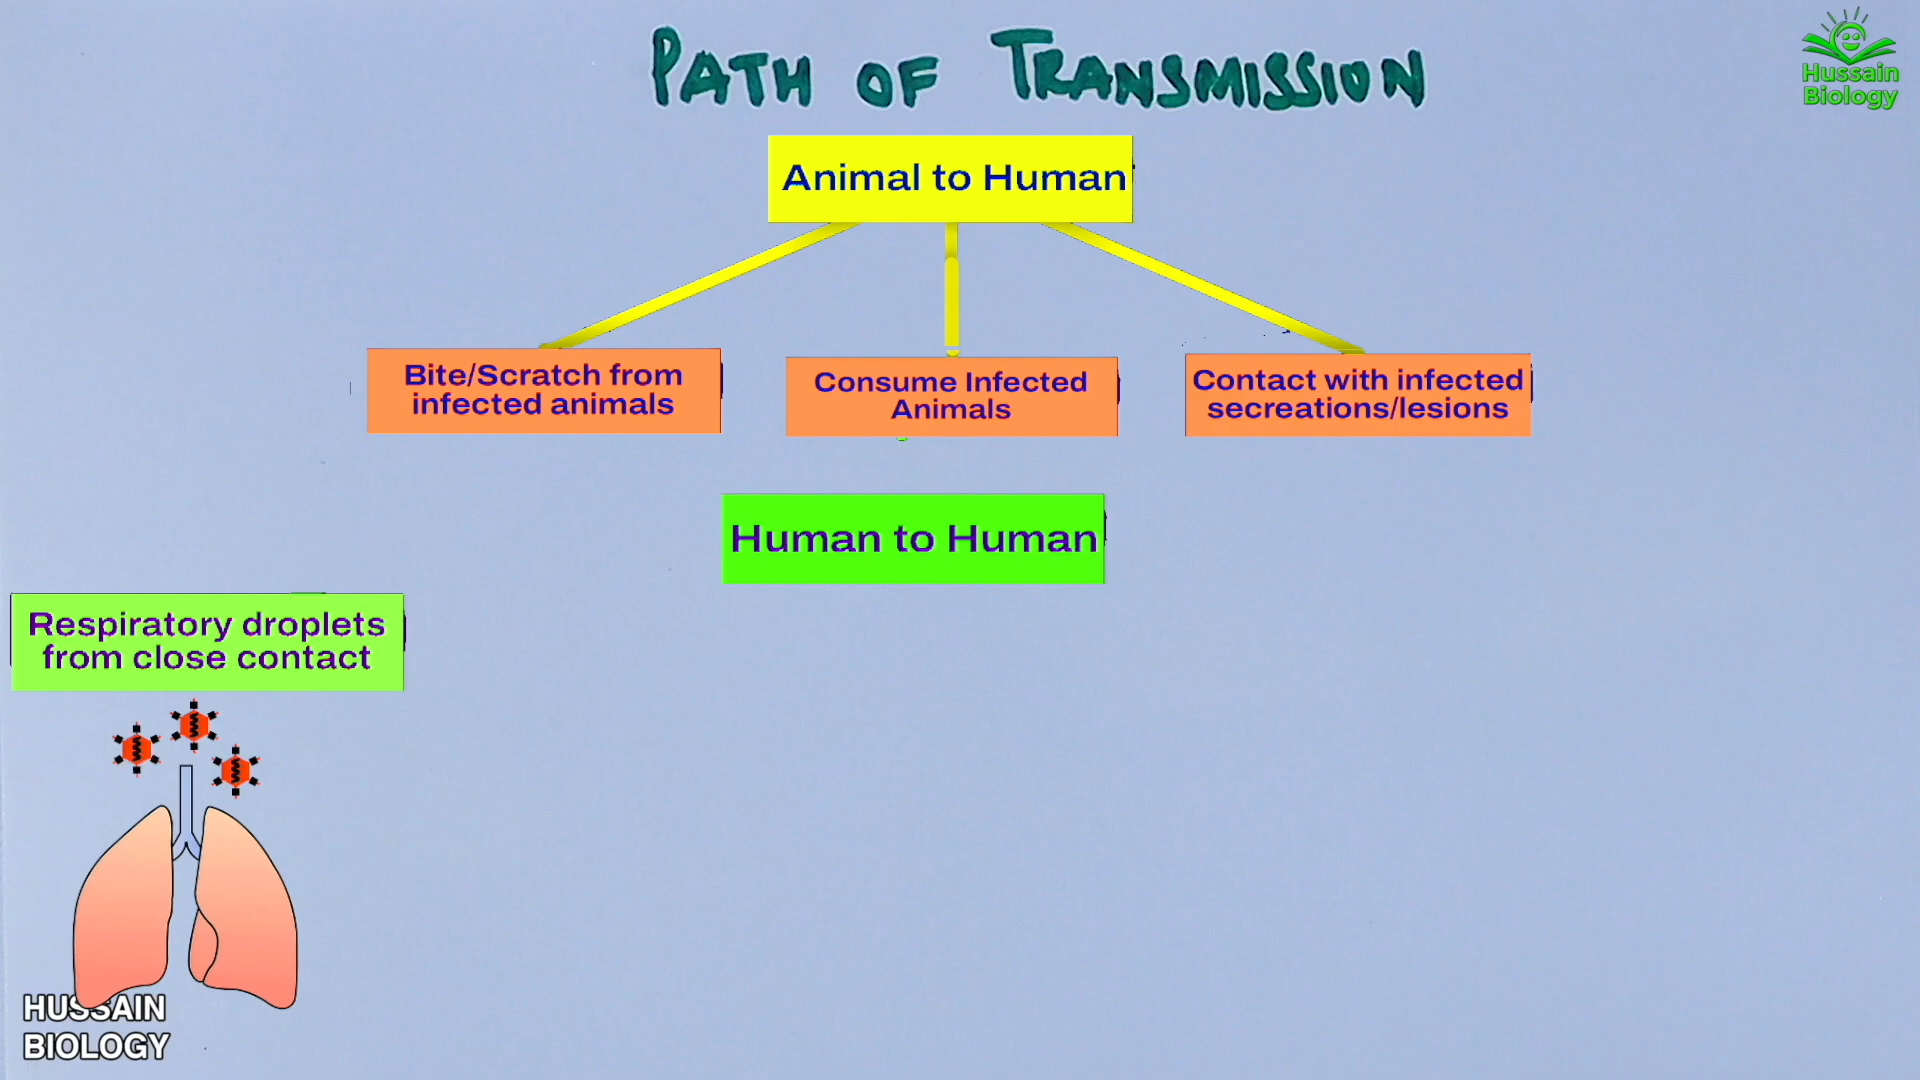 PATH OF TRANSMISSION
Hussain
Biology
Animal to Human
Bite/Scratch from
infected animals
Consume Infected
Animals
Contact with infected
secreations/lesions
Human to Human
Respiratory droplets
from close contact
HUSSAIN
BIOLOGY